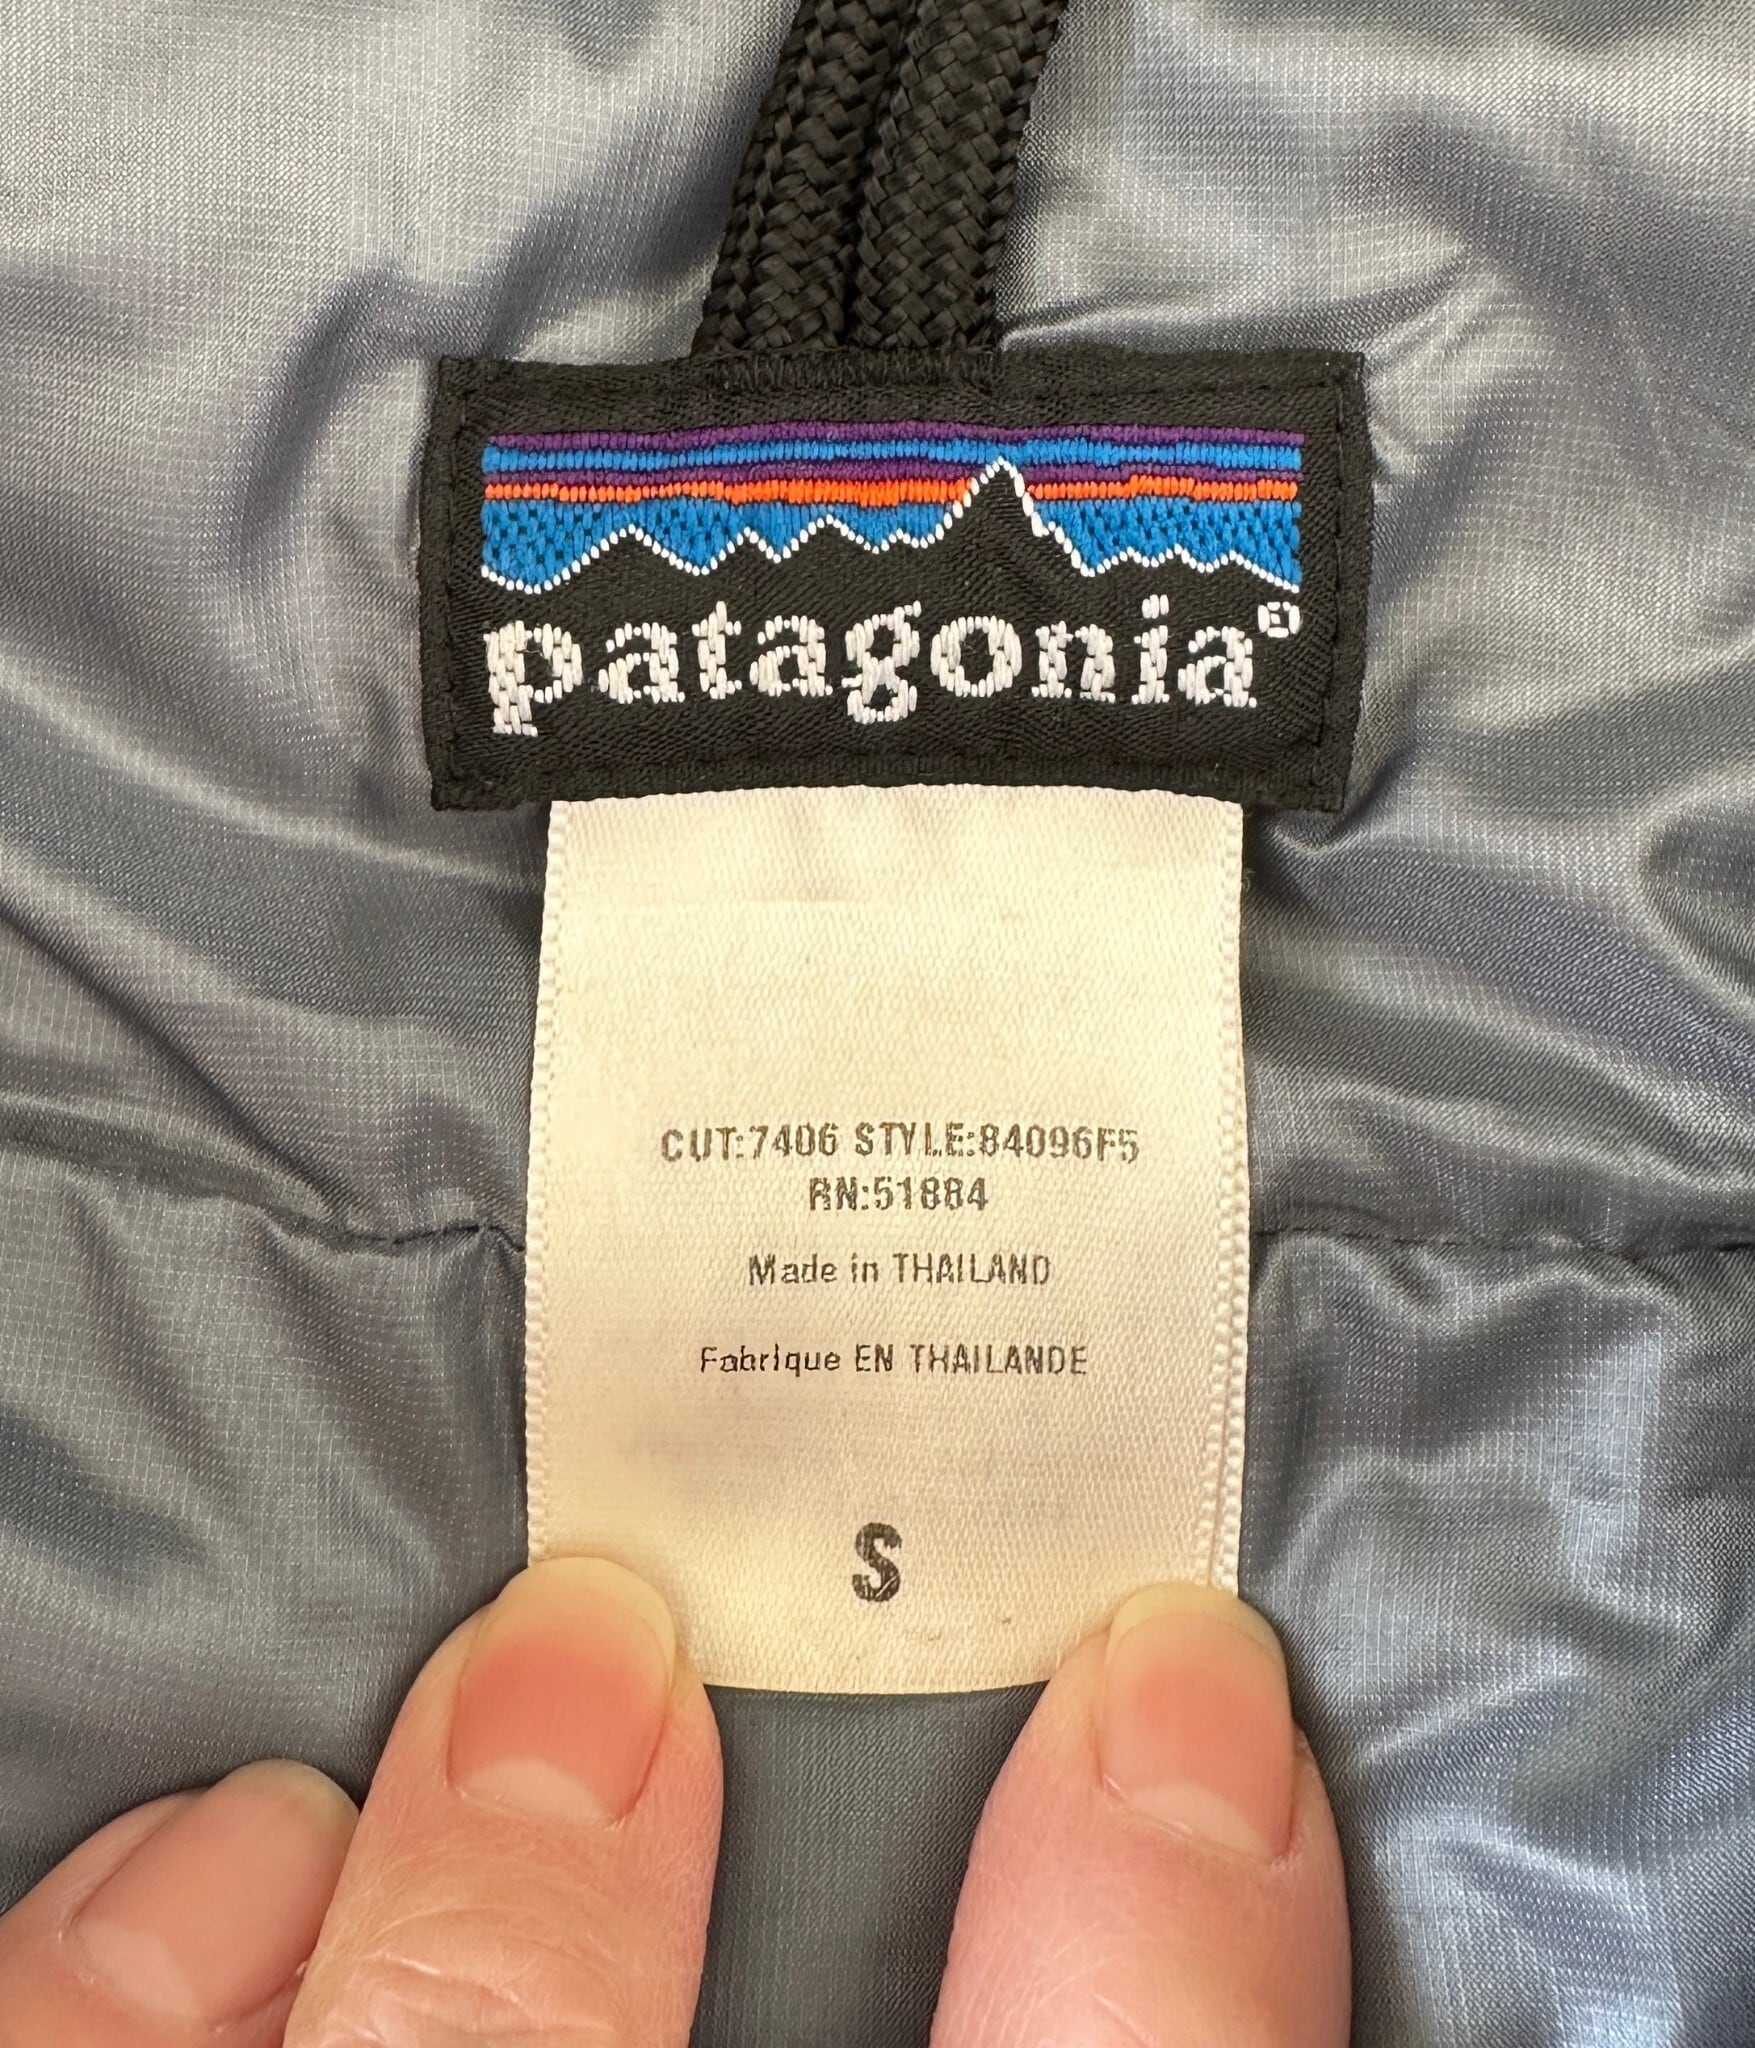 patagonia®
CUT:7406 STYLE:84096F5
RN:51884
Made in THAILAND
Fabrique EN THAILANDE
S